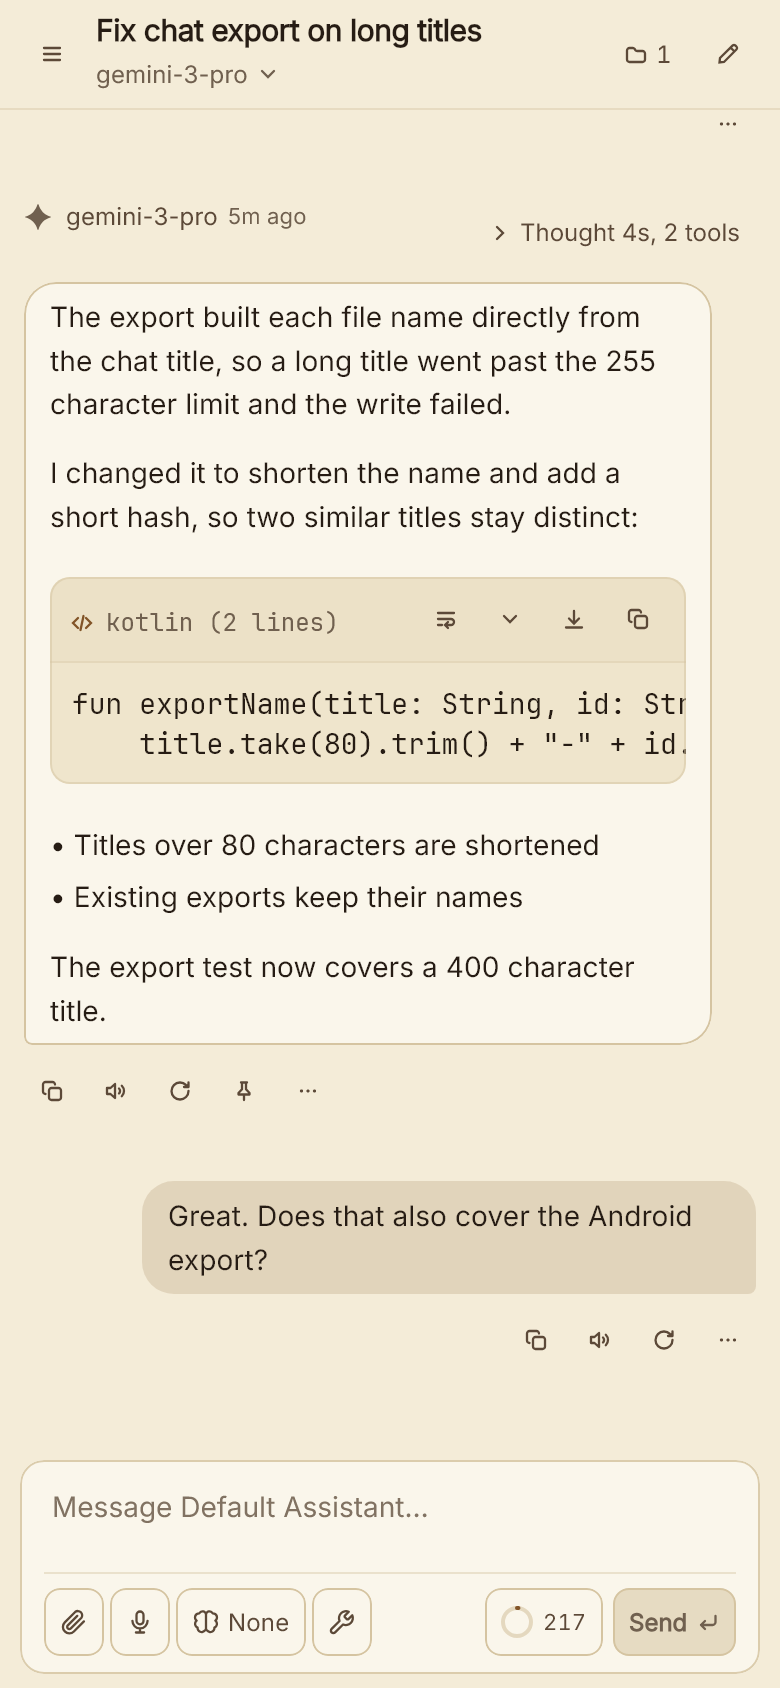 Fix chat export on long titles
gemini-3-pro
1
gemini-3-pro 5m ago
Thought 4s, 2 tools
The export built each file name directly from
the chat title, so a long title went past the 255
character limit and the write failed.
I changed it to shorten the name and add a
short hash, so two similar titles stay distinct:
kotlin (2 lines)
fun exportName(title: String, id: Str
title.take(80).trim() + "-" + id.
• Titles over 80 characters are shortened
• Existing exports keep their names
The export test now covers a 400 character
title.
Great. Does that also cover the Android
export?
Message Default Assistant...
None
217
Send